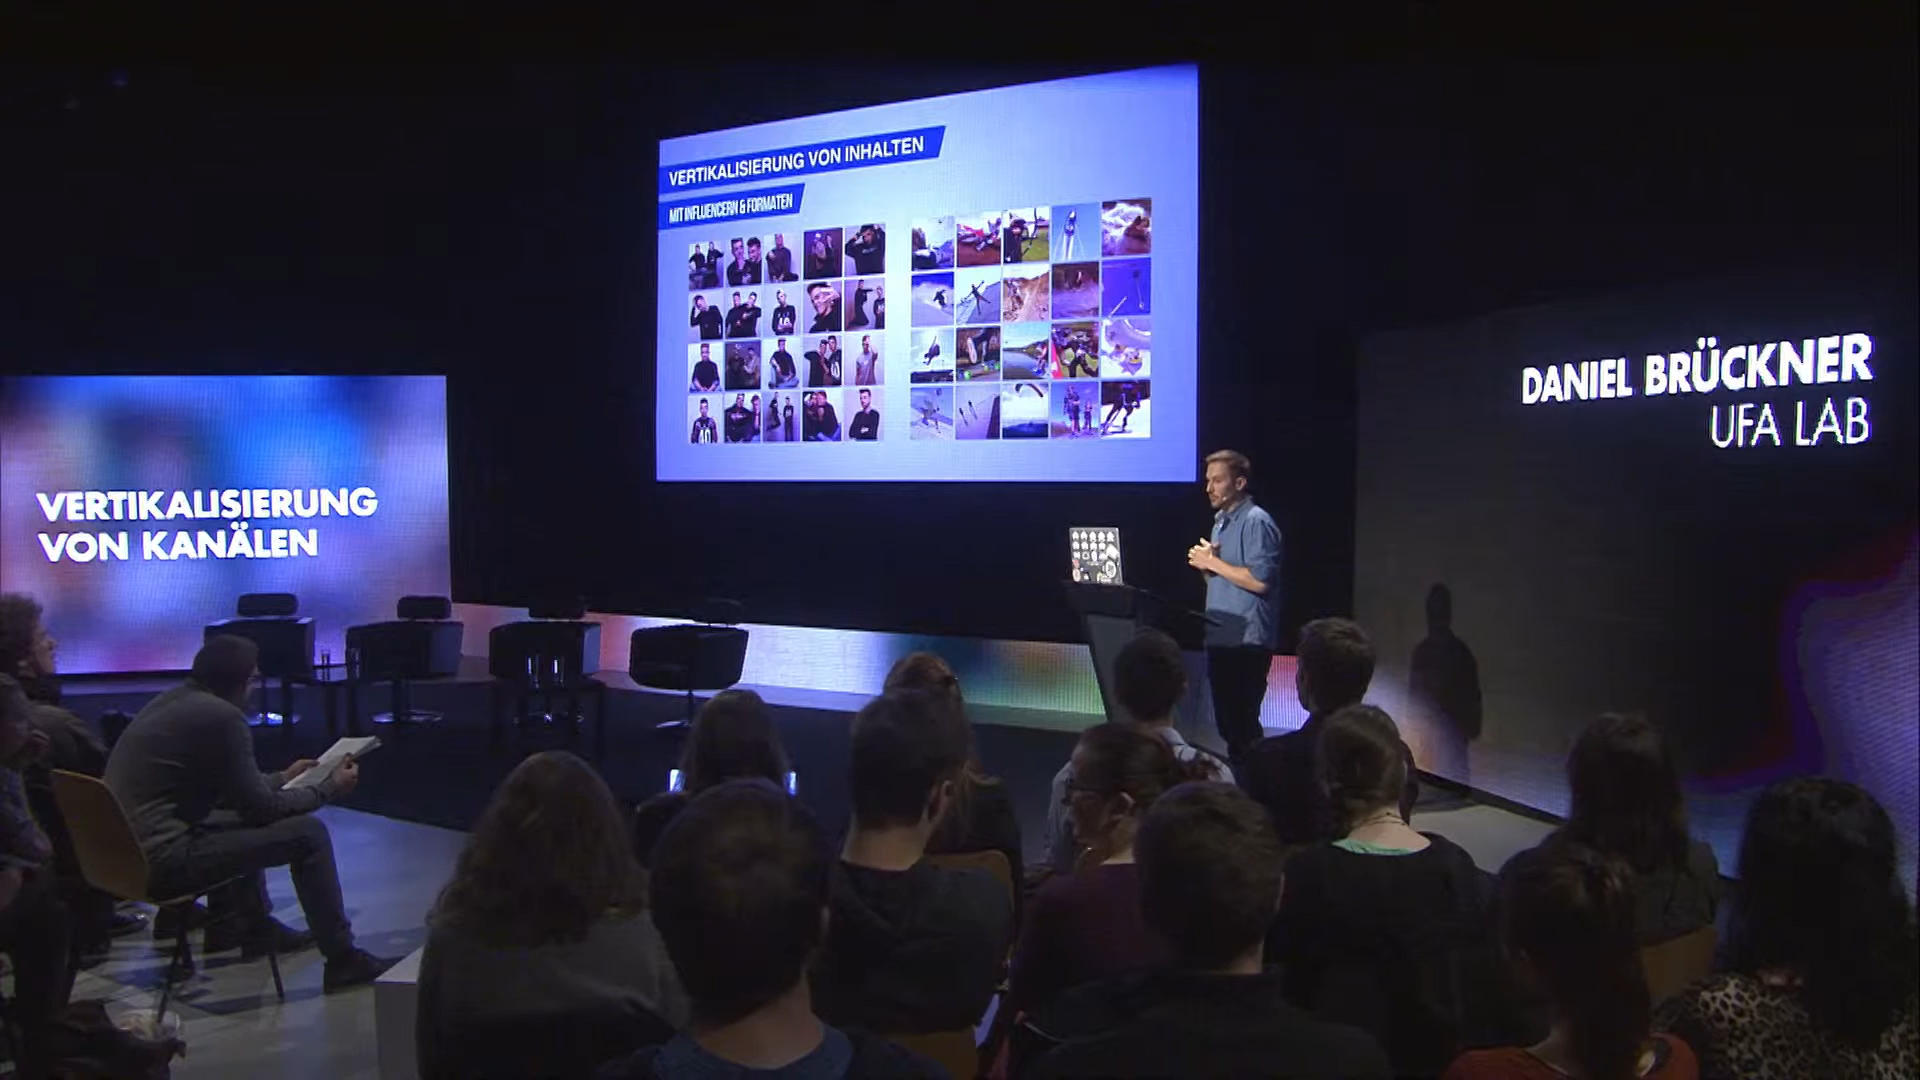 VERTIKALISIERUNG VON INHALTEN
MIT INFLUENCERN & FORMATEN
VERTIKALISIERUNG
VON KANÄLEN
DANIEL BRÜCKNER
UFA LAB